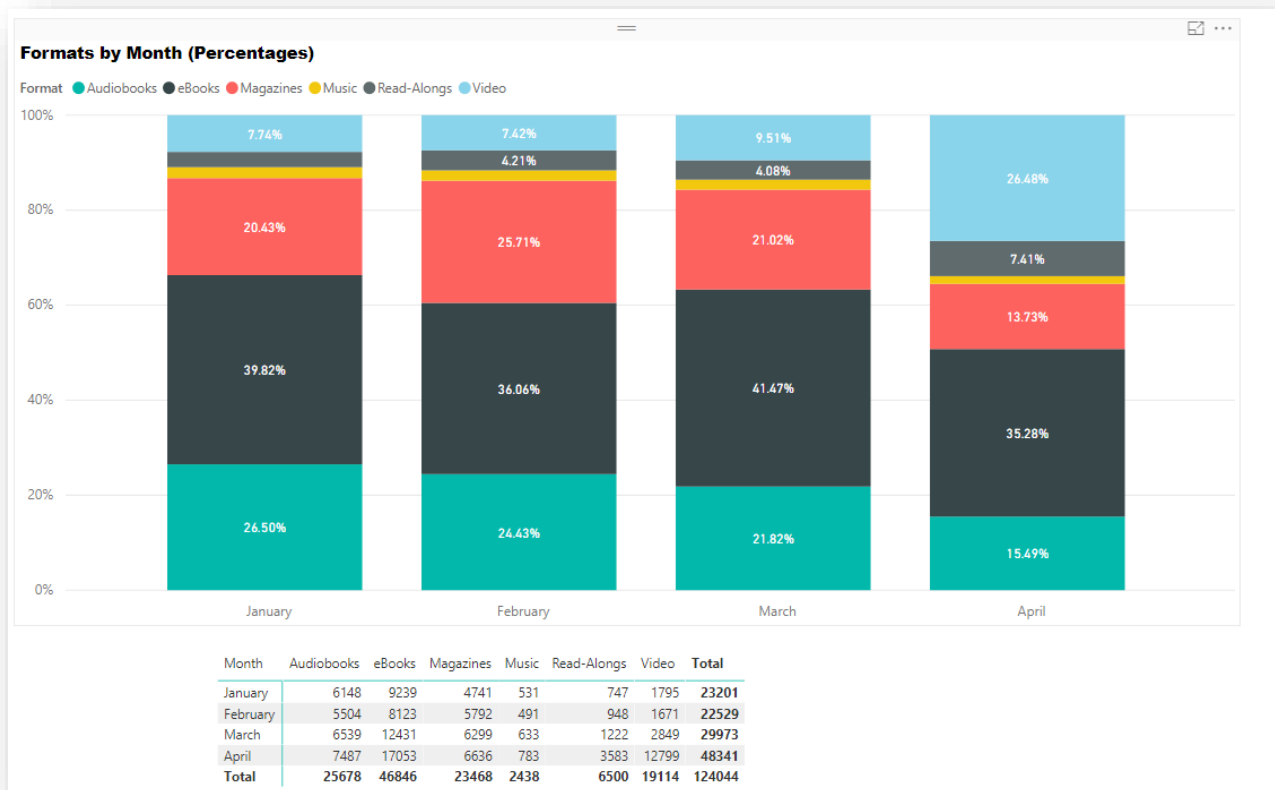 Formats by Month (Percentages)
Format Audiobooks eBooks Magazines Music Read-Alongs Video
100%
80%
60%
40%
20%
0%
7.74%
20.43%
39.82%
26.50%
7.42%
4.21%
25.71%
36.06%
24.43%
9.51%
4.08%
21.02%
41.47%
21.82%
26.48%
7.41%
13.73%
35.28%
15.49%
January February March April
Month Audiobooks eBooks Magazines Music Read-Alongs Video Total
January 6148 9239 4741 531 747 1795 23201
February 5504 8123 5792 491 948 1671 22529
March 6539 12431 6299 633 1222 2849 29973
April 7487 17053 6636 783 3583 12799 48341
Total 25678 46846 23468 2438 6500 19114 124044